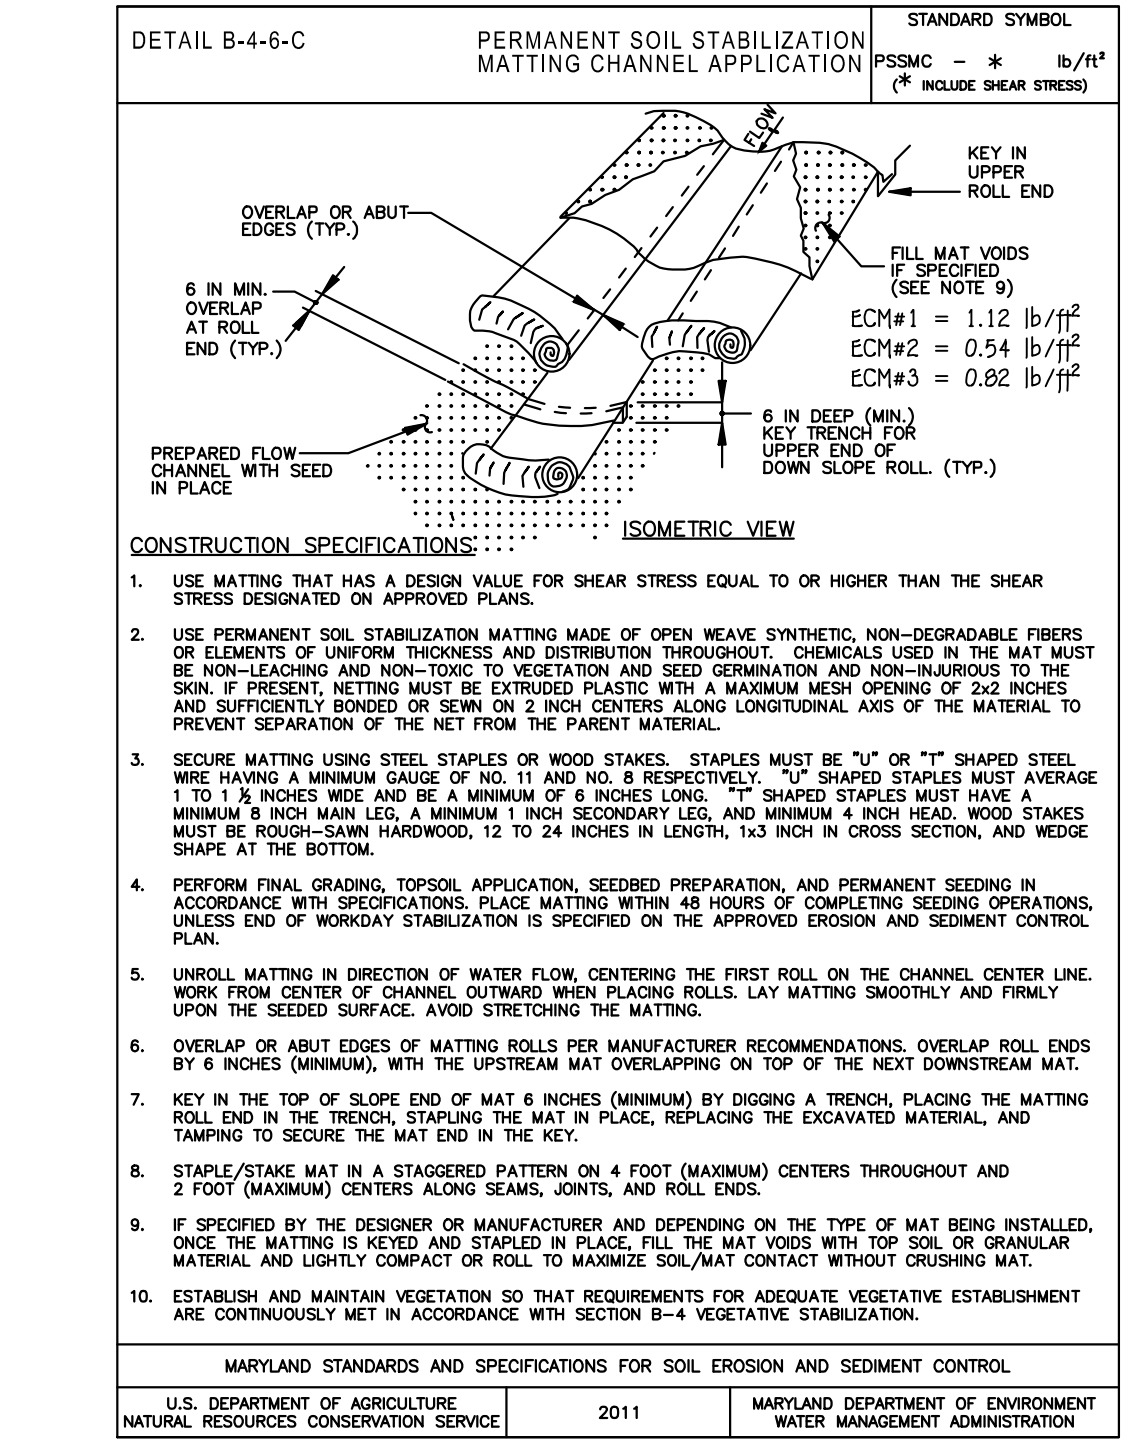 DETAIL B-4-6-C
PERMANENT SOIL STABILIZATION
MATTING CHANNEL APPLICATION
STANDARD SYMBOL
PSSMC – * lb/ft²
(* INCLUDE SHEAR STRESS)
FLOW
KEY IN
UPPER
ROLL END
OVERLAP OR ABUT
EDGES (TYP.)
FILL MAT VOIDS
IF SPECIFIED
(SEE NOTE 9)
6 IN MIN.
OVERLAP
AT ROLL
END (TYP.)
ECM#1 = 1.12 lb/ft²
ECM#2 = 0.54 lb/ft²
ECM#3 = 0.82 lb/ft²
6 IN DEEP (MIN.)
KEY TRENCH FOR
UPPER END OF
DOWN SLOPE ROLL. (TYP.)
PREPARED FLOW
CHANNEL WITH SEED
IN PLACE
ISOMETRIC VIEW
CONSTRUCTION SPECIFICATIONS:
1. USE MATTING THAT HAS A DESIGN VALUE FOR SHEAR STRESS EQUAL TO OR HIGHER THAN THE SHEAR
STRESS DESIGNATED ON APPROVED PLANS.
2. USE PERMANENT SOIL STABILIZATION MATTING MADE OF OPEN WEAVE SYNTHETIC, NON–DEGRADABLE FIBERS
OR ELEMENTS OF UNIFORM THICKNESS AND DISTRIBUTION THROUGHOUT. CHEMICALS USED IN THE MAT MUST
BE NON–LEACHING AND NON–TOXIC TO VEGETATION AND SEED GERMINATION AND NON–INJURIOUS TO THE
SKIN. IF PRESENT, NETTING MUST BE EXTRUDED PLASTIC WITH A MAXIMUM MESH OPENING OF 2x2 INCHES
AND SUFFICIENTLY BONDED OR SEWN ON 2 INCH CENTERS ALONG LONGITUDINAL AXIS OF THE MATERIAL TO
PREVENT SEPARATION OF THE NET FROM THE PARENT MATERIAL.
3. SECURE MATTING USING STEEL STAPLES OR WOOD STAKES. STAPLES MUST BE "U" OR "T" SHAPED STEEL
WIRE HAVING A MINIMUM GAUGE OF NO. 11 AND NO. 8 RESPECTIVELY. "U" SHAPED STAPLES MUST AVERAGE
1 TO 1 ½ INCHES WIDE AND BE A MINIMUM OF 6 INCHES LONG. "T" SHAPED STAPLES MUST HAVE A
MINIMUM 8 INCH MAIN LEG, A MINIMUM 1 INCH SECONDARY LEG, AND MINIMUM 4 INCH HEAD. WOOD STAKES
MUST BE ROUGH–SAWN HARDWOOD, 12 TO 24 INCHES IN LENGTH, 1x3 INCH IN CROSS SECTION, AND WEDGE
SHAPE AT THE BOTTOM.
4. PERFORM FINAL GRADING, TOPSOIL APPLICATION, SEEDBED PREPARATION, AND PERMANENT SEEDING IN
ACCORDANCE WITH SPECIFICATIONS. PLACE MATTING WITHIN 48 HOURS OF COMPLETING SEEDING OPERATIONS,
UNLESS END OF WORKDAY STABILIZATION IS SPECIFIED ON THE APPROVED EROSION AND SEDIMENT CONTROL
PLAN.
5. UNROLL MATTING IN DIRECTION OF WATER FLOW, CENTERING THE FIRST ROLL ON THE CHANNEL CENTER LINE.
WORK FROM CENTER OF CHANNEL OUTWARD WHEN PLACING ROLLS. LAY MATTING SMOOTHLY AND FIRMLY
UPON THE SEEDED SURFACE. AVOID STRETCHING THE MATTING.
6. OVERLAP OR ABUT EDGES OF MATTING ROLLS PER MANUFACTURER RECOMMENDATIONS. OVERLAP ROLL ENDS
BY 6 INCHES (MINIMUM), WITH THE UPSTREAM MAT OVERLAPPING ON TOP OF THE NEXT DOWNSTREAM MAT.
7. KEY IN THE TOP OF SLOPE END OF MAT 6 INCHES (MINIMUM) BY DIGGING A TRENCH, PLACING THE MATTING
ROLL END IN THE TRENCH, STAPLING THE MAT IN PLACE, REPLACING THE EXCAVATED MATERIAL, AND
TAMPING TO SECURE THE MAT END IN THE KEY.
8. STAPLE/STAKE MAT IN A STAGGERED PATTERN ON 4 FOOT (MAXIMUM) CENTERS THROUGHOUT AND
2 FOOT (MAXIMUM) CENTERS ALONG SEAMS, JOINTS, AND ROLL ENDS.
9. IF SPECIFIED BY THE DESIGNER OR MANUFACTURER AND DEPENDING ON THE TYPE OF MAT BEING INSTALLED,
ONCE THE MATTING IS KEYED AND STAPLED IN PLACE, FILL THE MAT VOIDS WITH TOP SOIL OR GRANULAR
MATERIAL AND LIGHTLY COMPACT OR ROLL TO MAXIMIZE SOIL/MAT CONTACT WITHOUT CRUSHING MAT.
10. ESTABLISH AND MAINTAIN VEGETATION SO THAT REQUIREMENTS FOR ADEQUATE VEGETATIVE ESTABLISHMENT
ARE CONTINUOUSLY MET IN ACCORDANCE WITH SECTION B–4 VEGETATIVE STABILIZATION.
MARYLAND STANDARDS AND SPECIFICATIONS FOR SOIL EROSION AND SEDIMENT CONTROL
U.S. DEPARTMENT OF AGRICULTURE
NATURAL RESOURCES CONSERVATION SERVICE
2011
MARYLAND DEPARTMENT OF ENVIRONMENT
WATER MANAGEMENT ADMINISTRATION